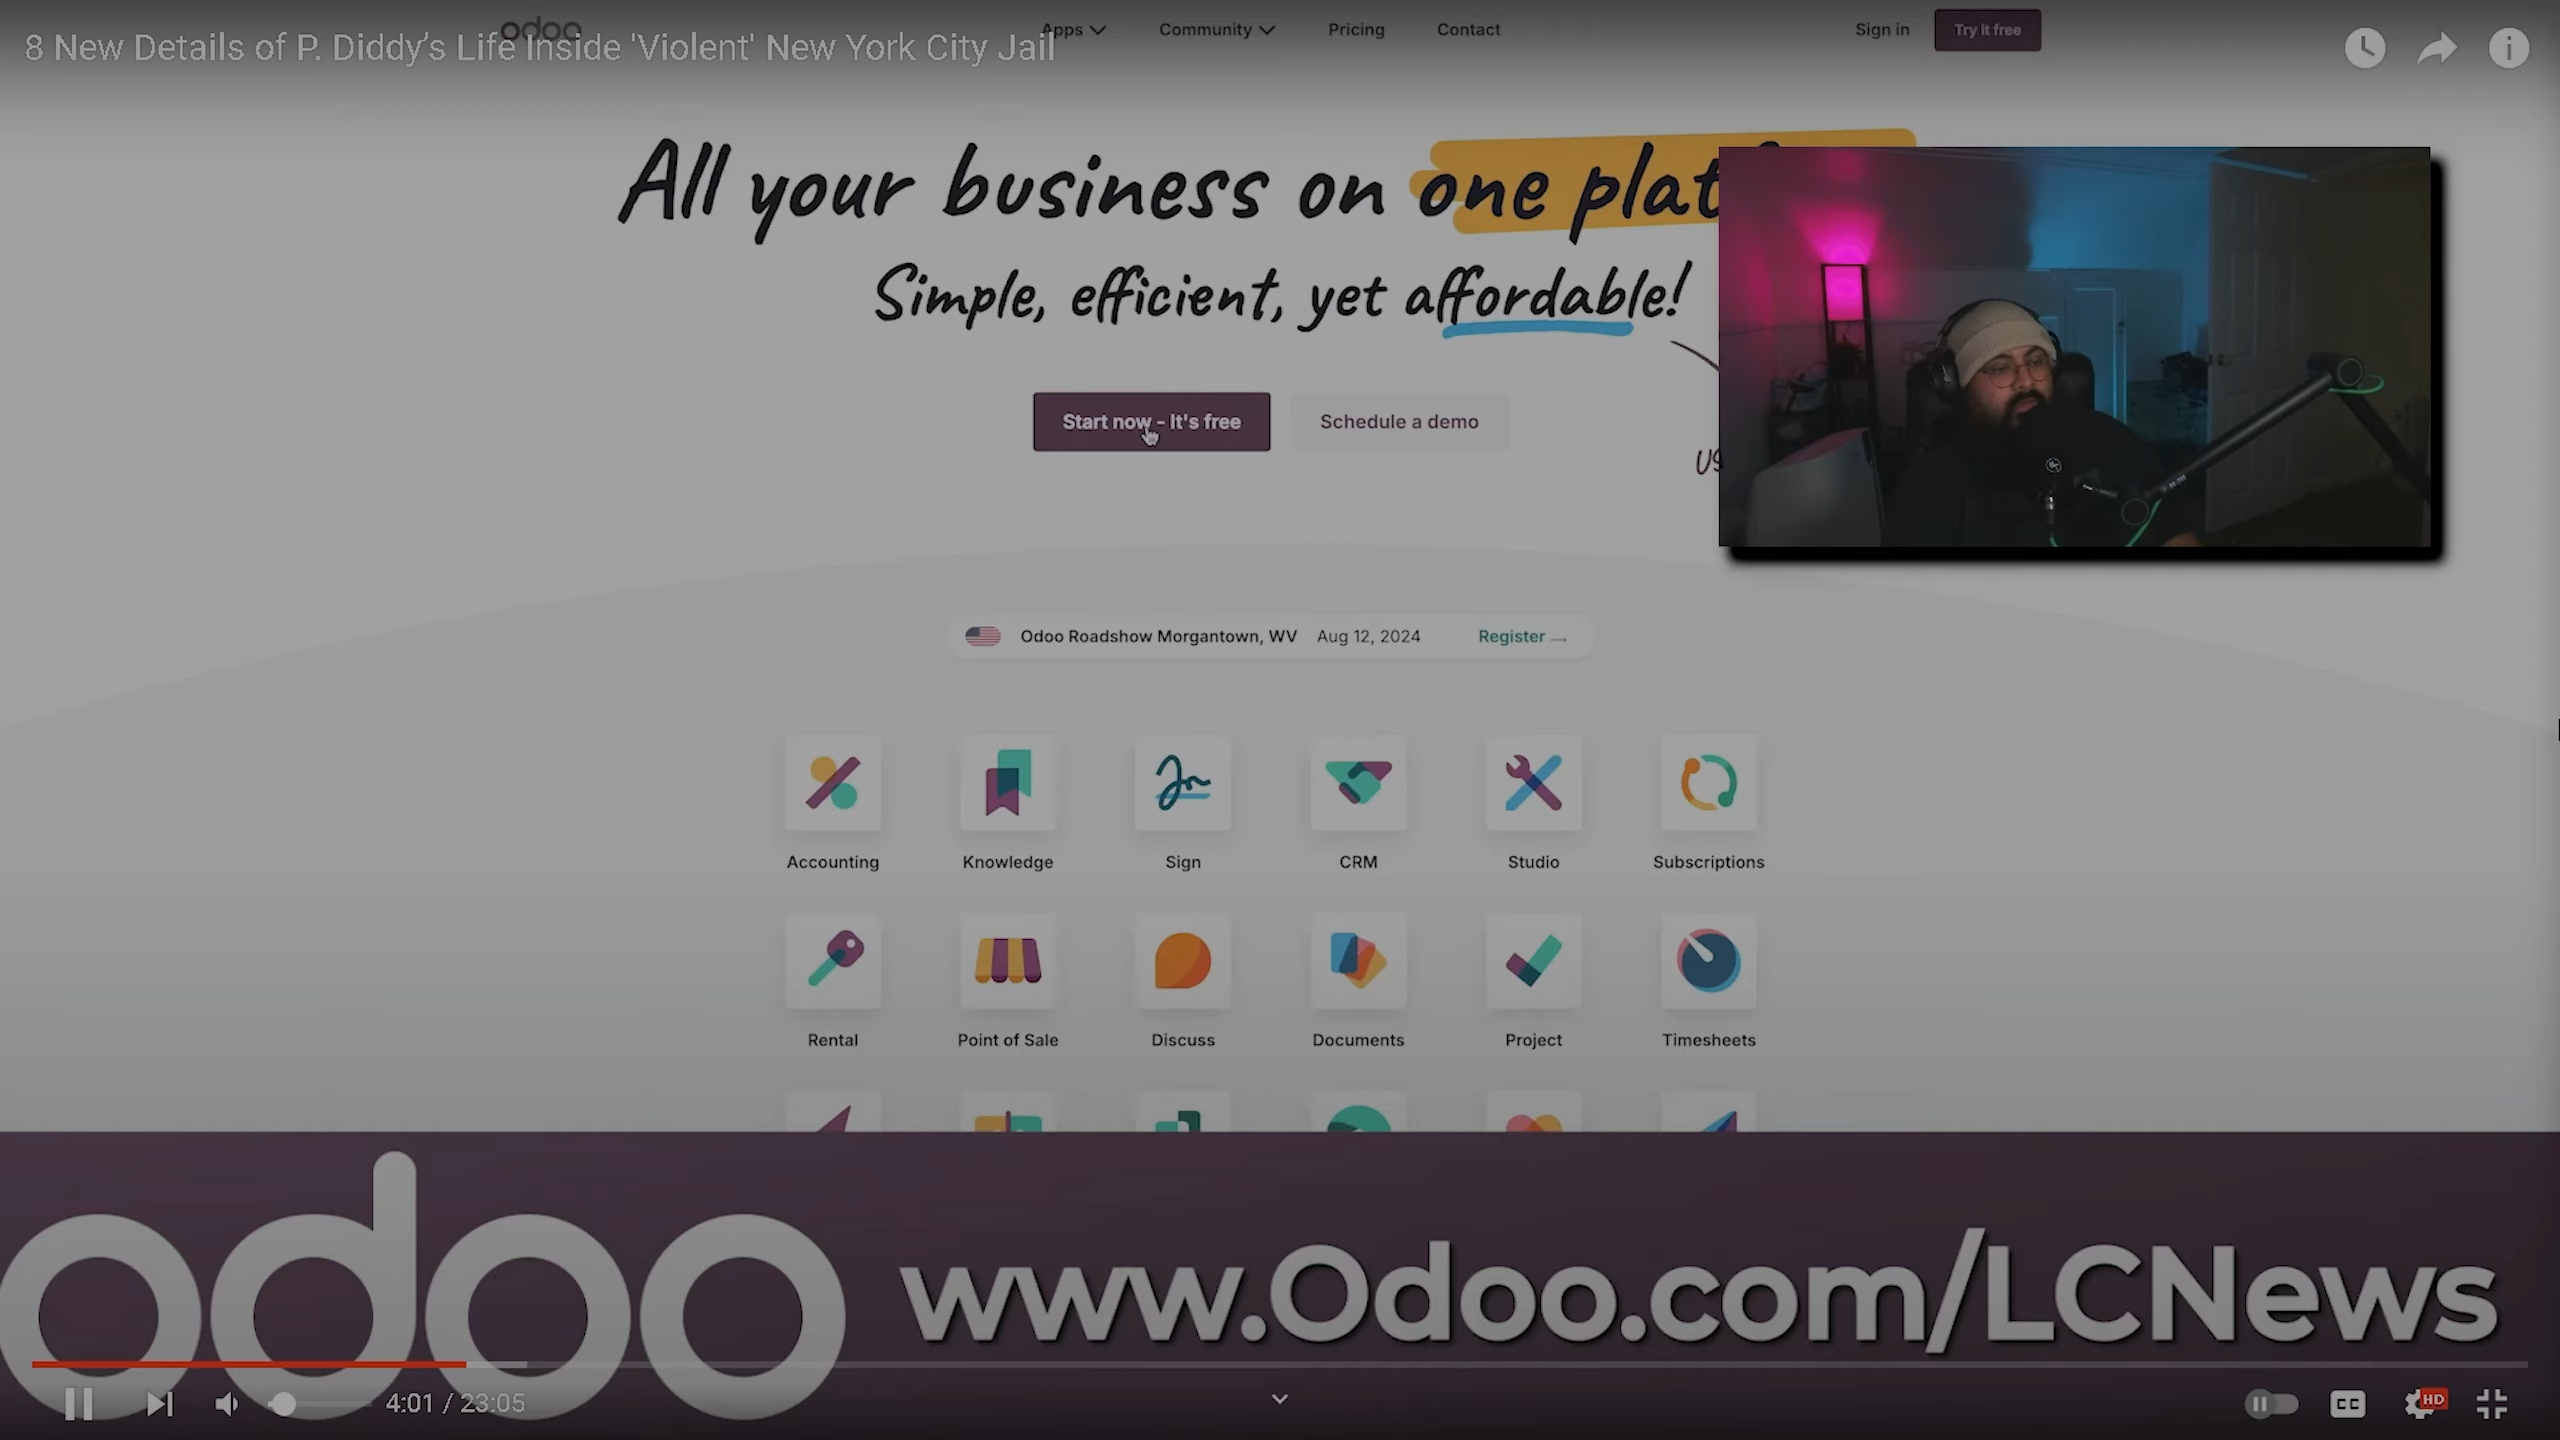 odoo
Apps
Community
Pricing
Contact
Sign in
Try it free
8 New Details of P. Diddy’s Life Inside 'Violent' New York City Jail
All your business on one plat
Simple, efficient, yet affordable!
Start now - It's free
Schedule a demo
US
Odoo Roadshow Morgantown, WV Aug 12, 2024 Register →
Accounting
Knowledge
Sign
CRM
Studio
Subscriptions
Rental
Point of Sale
Discuss
Documents
Project
Timesheets
odoo
www.Odoo.com/LCNews
4:01 / 23:05
CC
HD